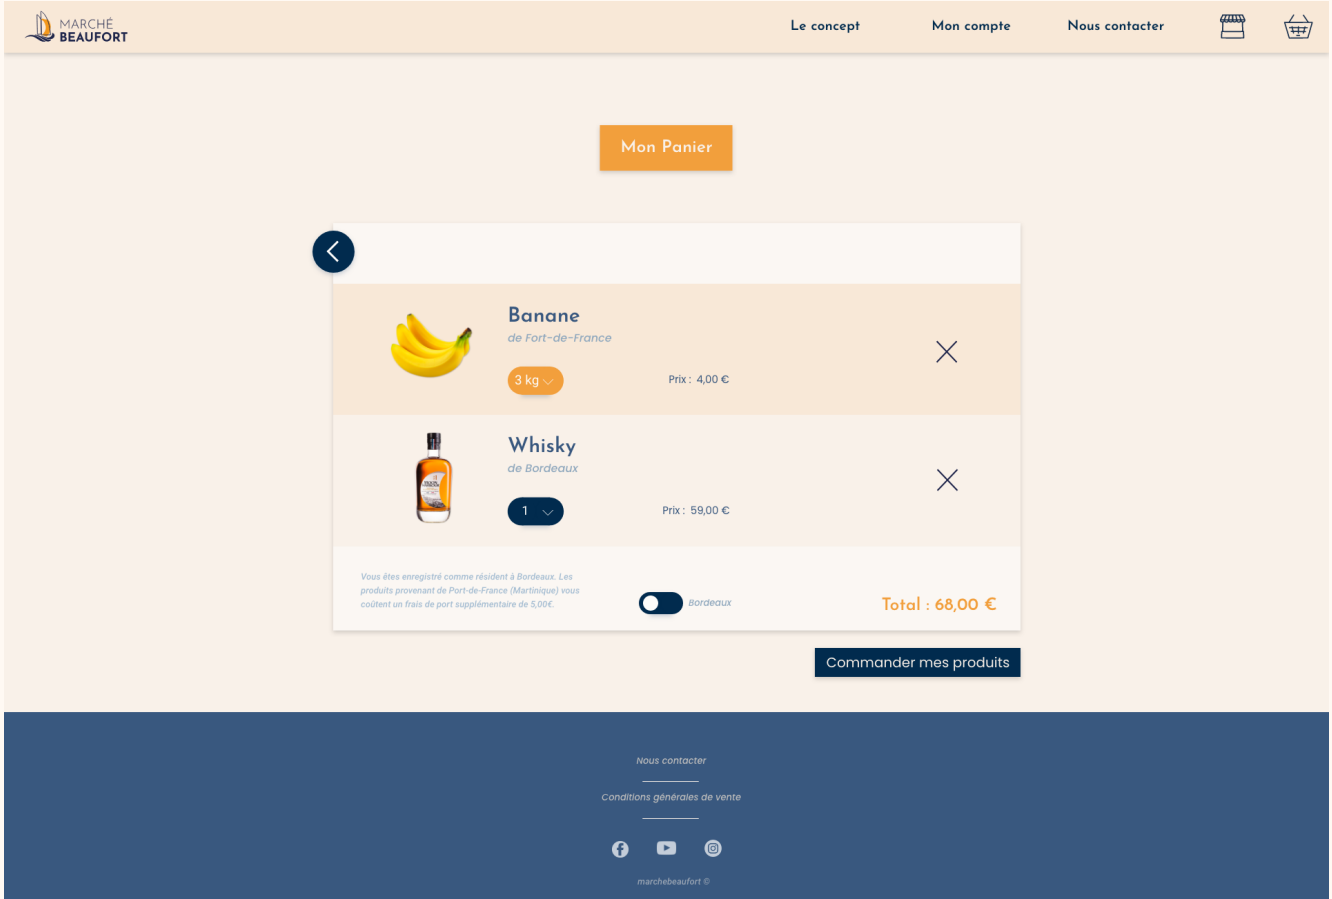 MARCHÉ
BEAUFORT
Le concept
Mon compte
Nous contacter
Mon Panier
Banane
de Fort-de-France
3 kg
Prix : 4,00 €
Whisky
de Bordeaux
1
Prix : 59,00 €
Vous êtes enregistré comme résident à Bordeaux. Les
produits provenant de Port-de-France (Martinique) vous
coûtent un frais de port supplémentaire de 5,00€.
Bordeaux
Total : 68,00 €
Commander mes produits
Nous contacter
Conditions générales de vente
marchebeaufort ©